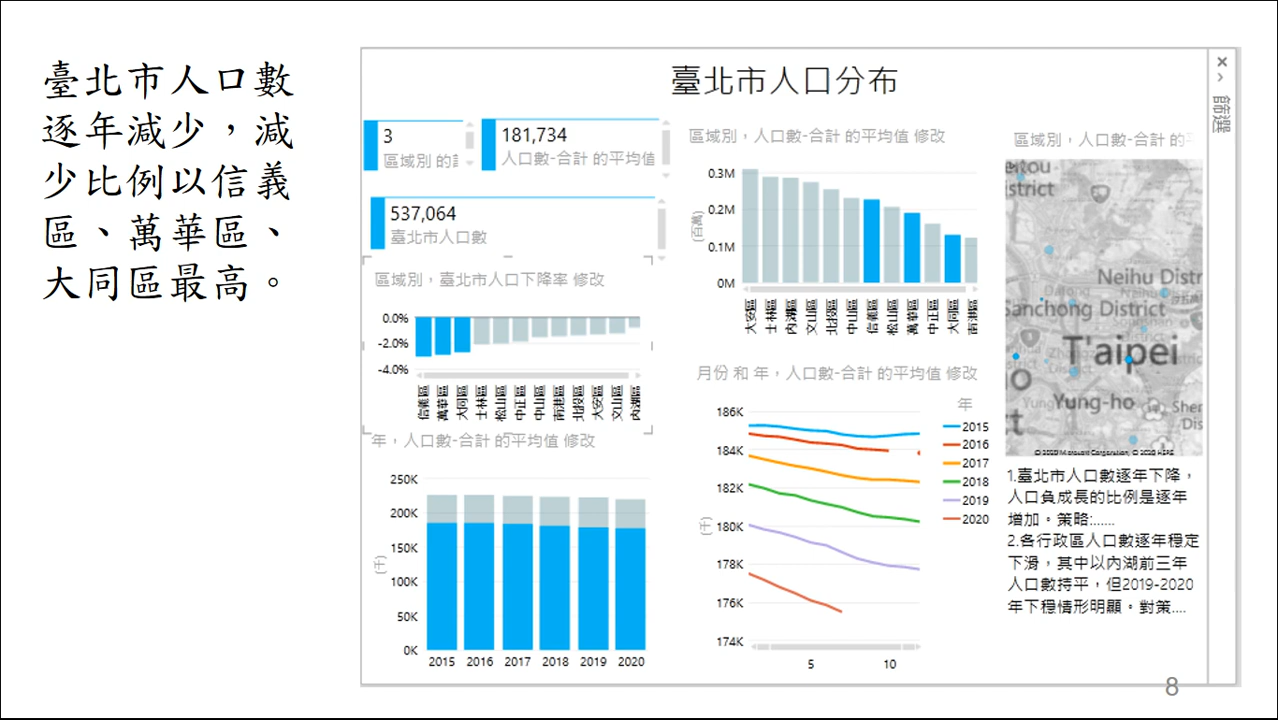 臺北市人口數
逐年減少，減
少比例以信義
區、萬華區、
大同區最高。
臺北市人口分布
3
區域別 的
181,734
人口數-合計 的平均值
537,064
臺北市人口數
區域別，臺北市人口下降率 修改
0.0%
-2.0%
-4.0%
信義區
萬華區
大同區
士林區
松山區
中正區
中山區
南港區
北投區
大安區
文山區
內湖區
年，人口數-合計 的平均值 修改
(千)
250K
200K
150K
100K
50K
0K
2015 2016 2017 2018 2019 2020
區域別，人口數-合計 的平均值 修改
(百萬)
0.3M
0.2M
0.1M
0M
大安區
士林區
內湖區
文山區
北投區
中山區
信義區
松山區
萬華區
中正區
大同區
南港區
月份 和 年，人口數-合計 的平均值 修改
(千)
186K
184K
182K
180K
178K
176K
174K
5 10
年
2015
2016
2017
2018
2019
2020
區域別，人口數-合計 的
eitou
istrict
Neihu Distr
Datong
Sanchong District
T'aipei
Yung-ho
Shen
Dis
1.臺北市人口數逐年下降，
人口負成長的比例是逐年
增加。策略:......
2.各行政區人口數逐年穩定
下滑，其中以內湖前三年
人口數持平，但2019-2020
年下穩情形明顯。對策....
×
›
篩選
8